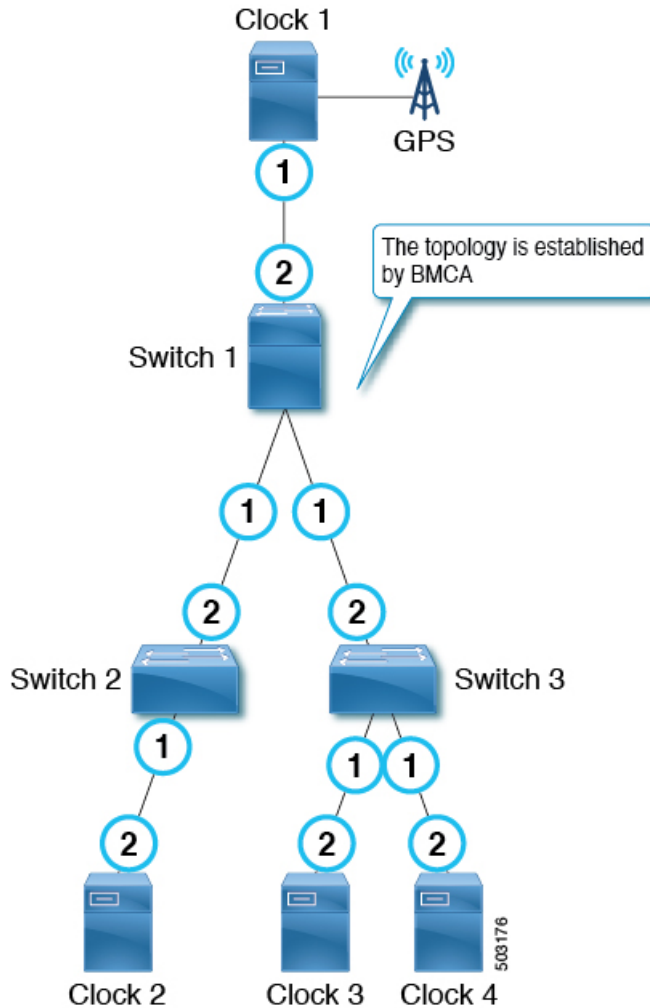 Clock 1
GPS
1
The topology is established
by BMCA
2
Switch 1
1
1
2
2
Switch 2
Switch 3
1
1
1
2
2
2
503176
Clock 2
Clock 3
Clock 4